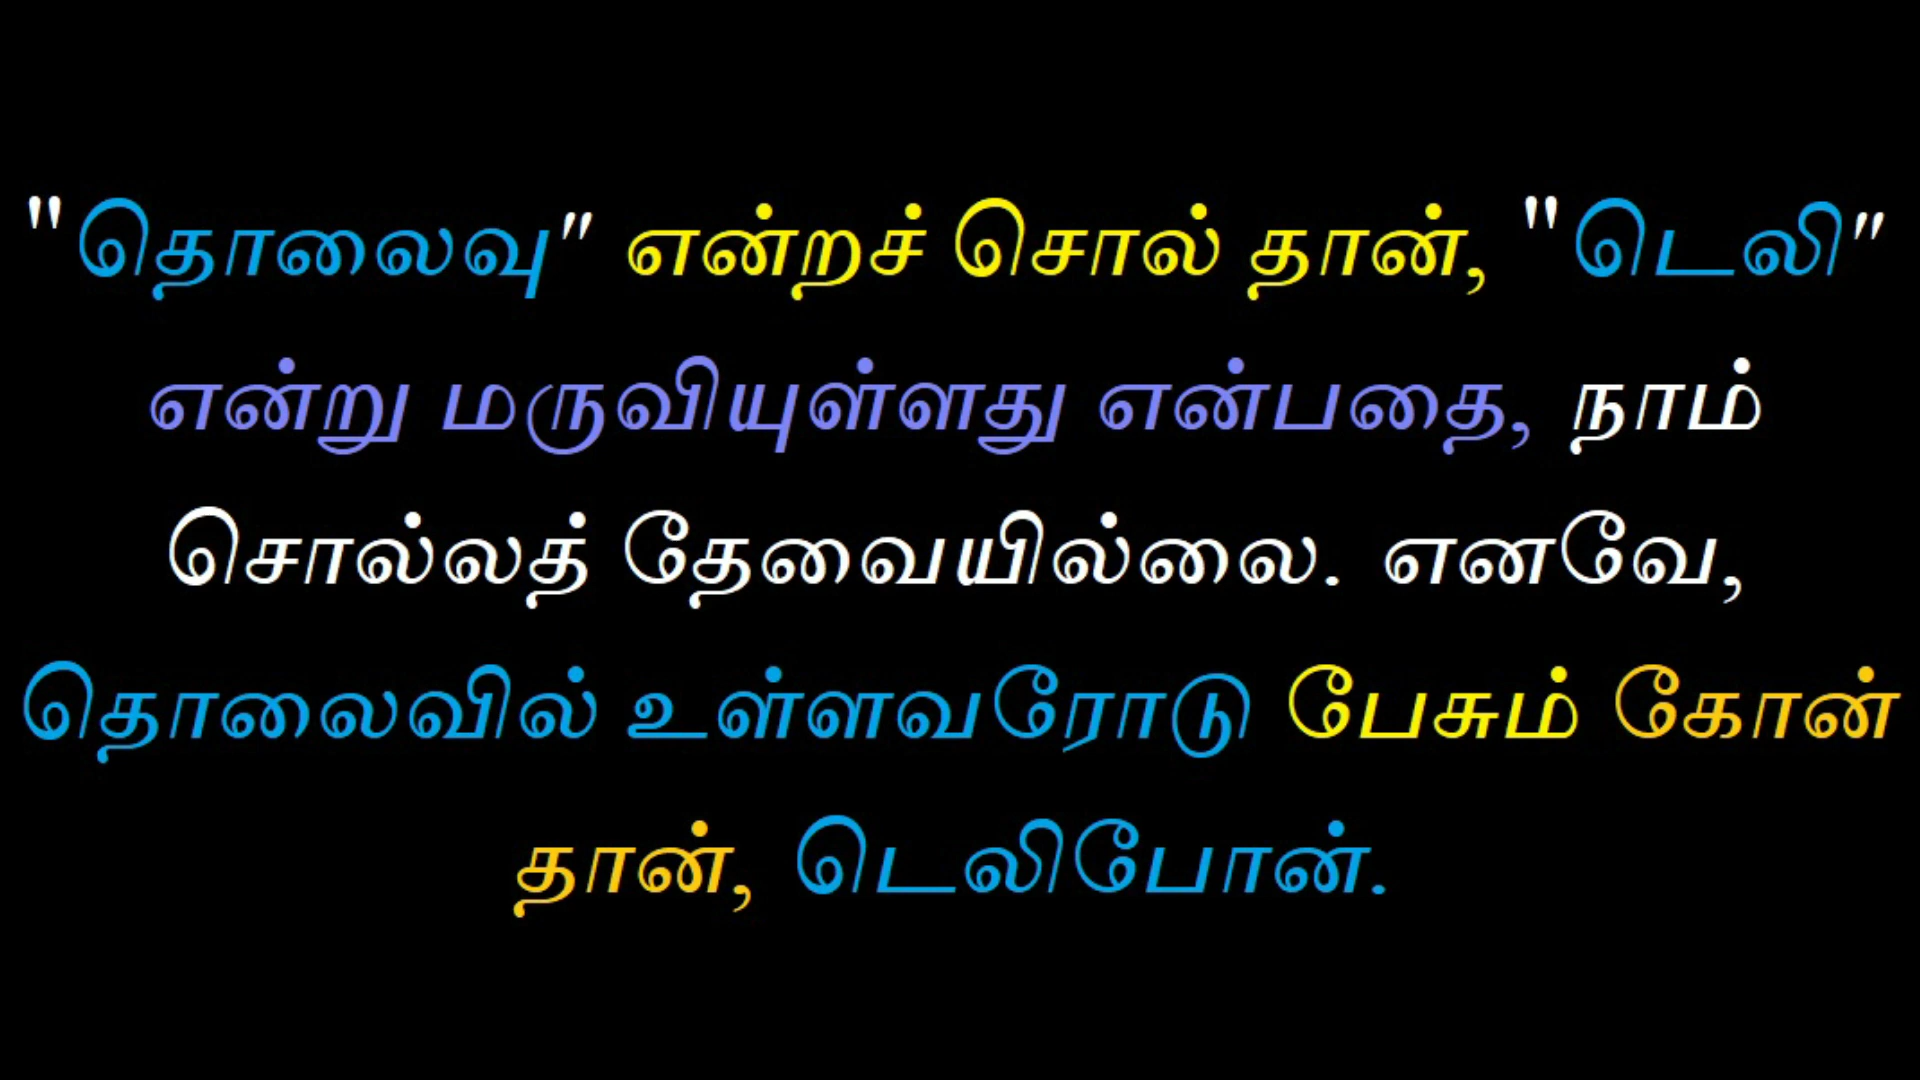 "தொலைவு" என்றச் சொல் தான், "டெலி"
என்று மருவியுள்ளது என்பதை, நாம்
சொல்லத் தேவையில்லை. எனவே,
தொலைவில் உள்ளவரோடு பேசும் கோன்
தான், டெலிபோன்.